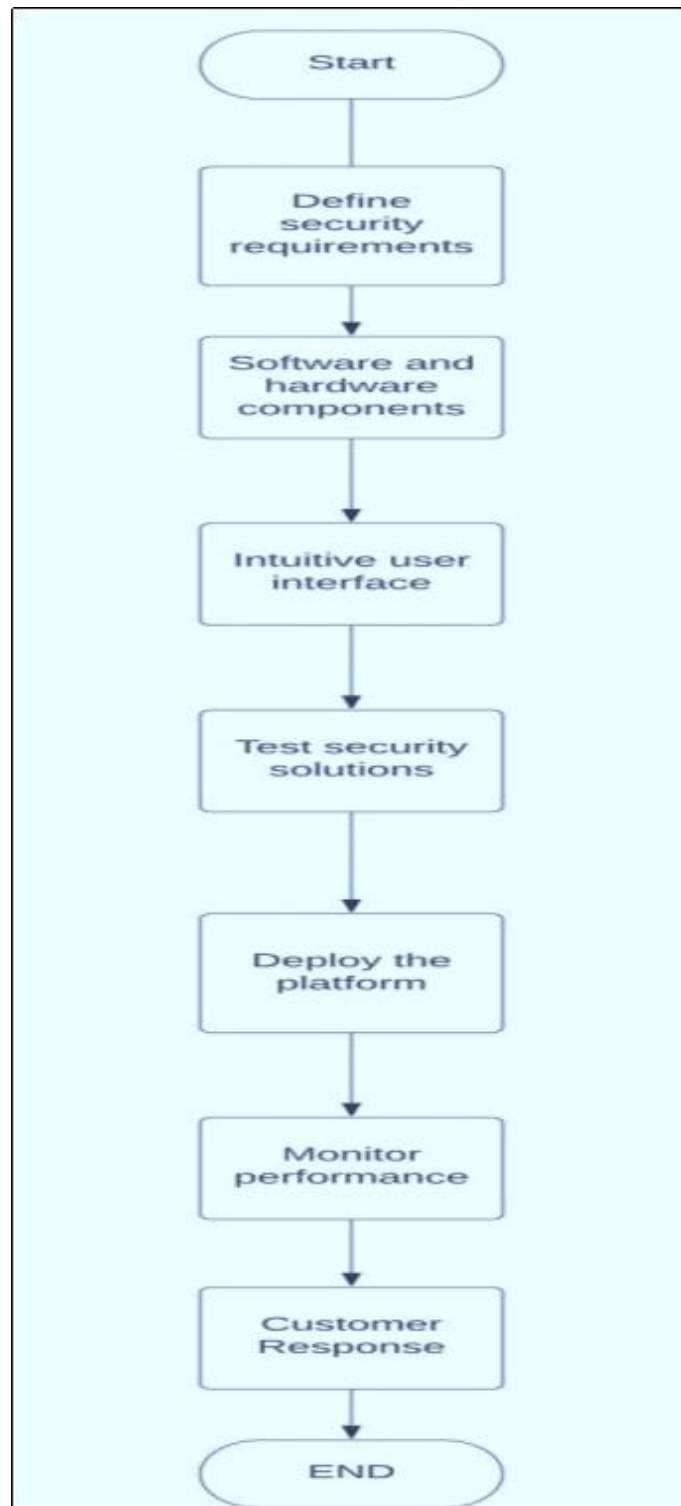 Start
Define
security
requirements
Software and
hardware
components
Intuitive user
interface
Test security
solutions
Deploy the
platform
Monitor
performance
Customer
Response
END